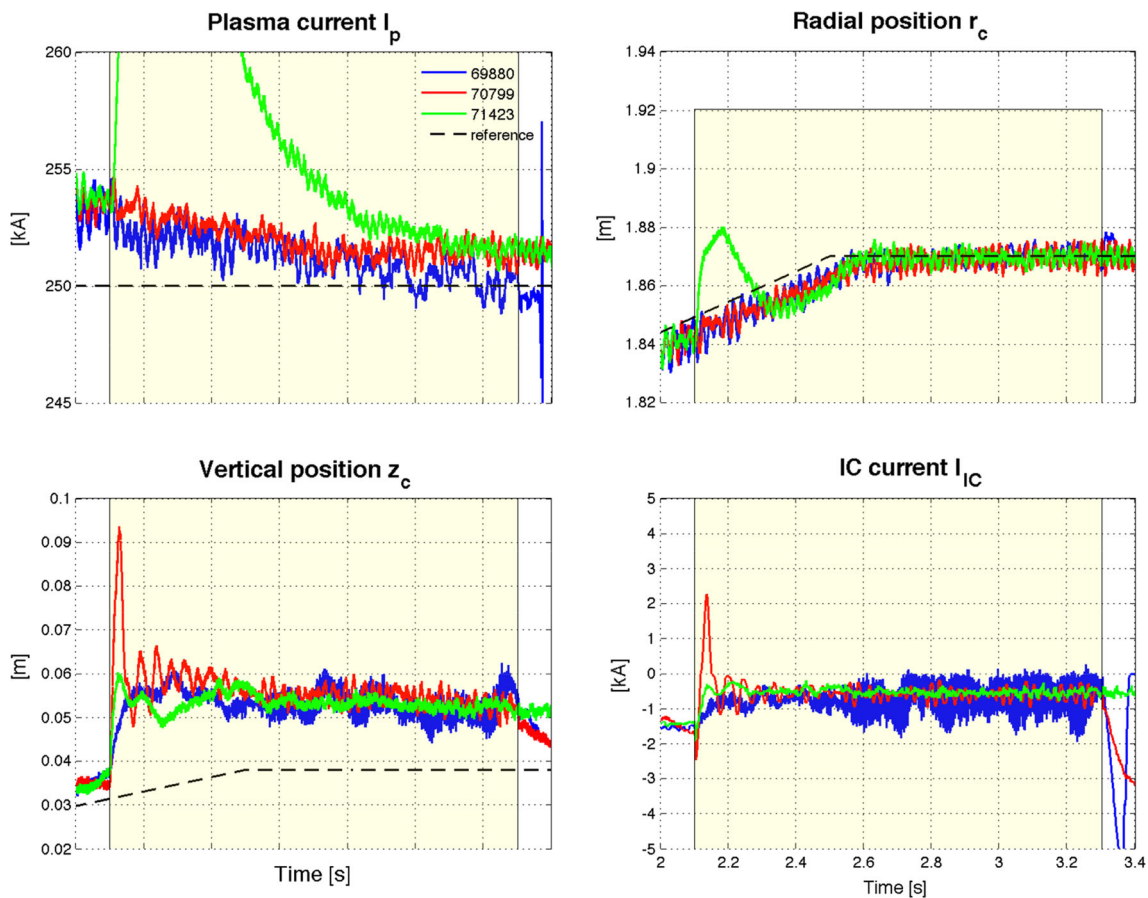 Plasma current I_p
260
255
250
245
[kA]
69880
70799
71423
reference
Radial position r_c
1.94
1.92
1.9
1.88
1.86
1.84
1.82
[m]
Vertical position z_c
0.1
0.09
0.08
0.07
0.06
0.05
0.04
0.03
0.02
[m]
Time [s]
IC current I_IC
5
4
3
2
1
0
-1
-2
-3
-4
-5
[kA]
2 2.2 2.4 2.6 2.8 3 3.2 3.4
Time [s]